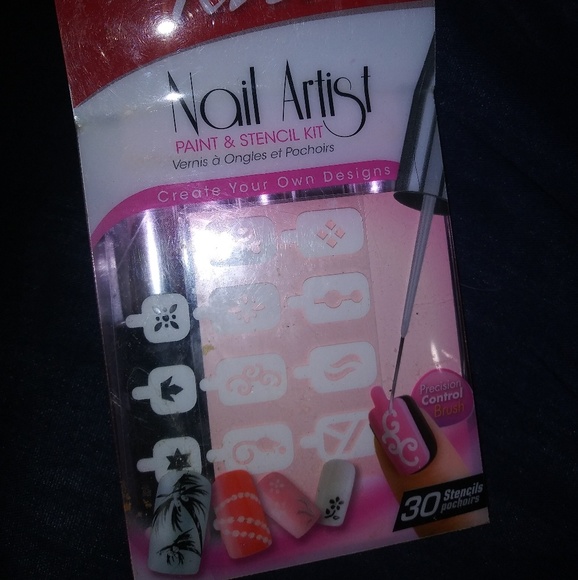 Nail Artist
PAINT & STENCIL KIT
Vernis à Ongles et Pochoirs
Create Your Own Designs
Precision
Control
Brush
30 Stencils
pochoirs